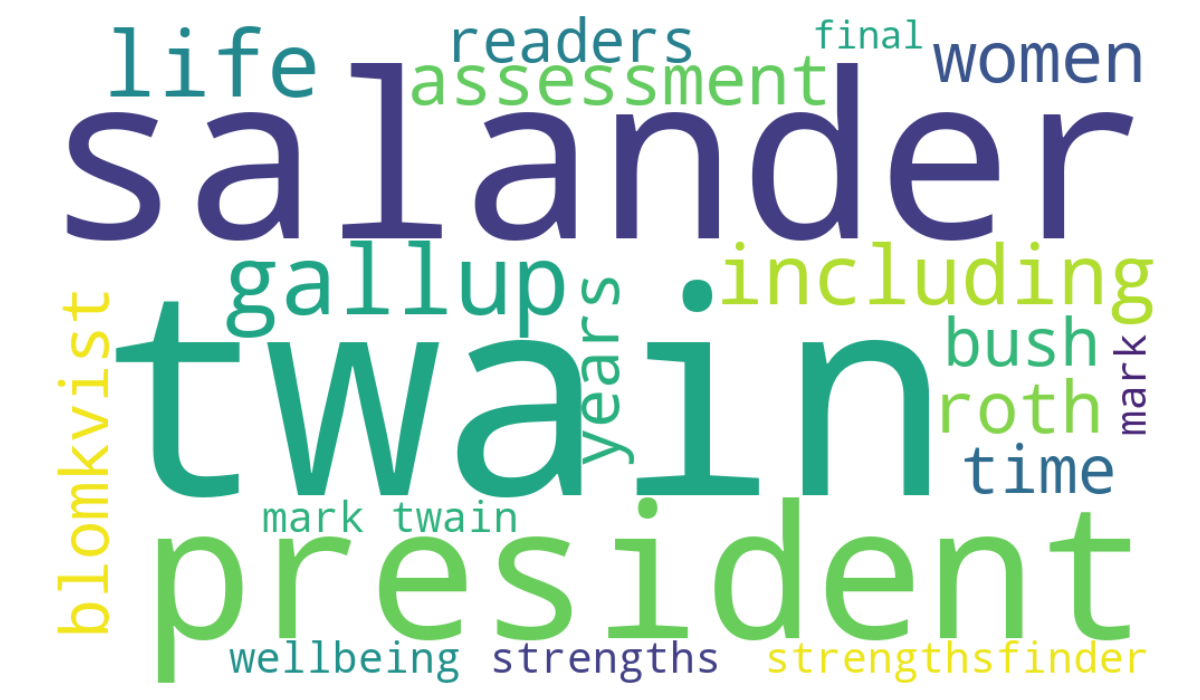 final
readers
life
women
assessment
salander
gallup
including
years
twain
bush
mark
blomkvist
roth
time
mark twain
president
wellbeing
strengths
strengthsfinder